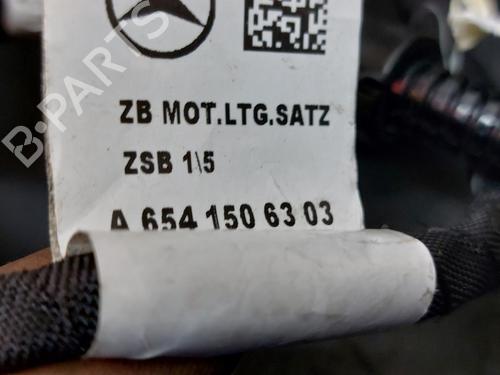 B-PARTS
ZB MOT.LTG.SATZ
ZSB 1\5
A 654 150 63 03